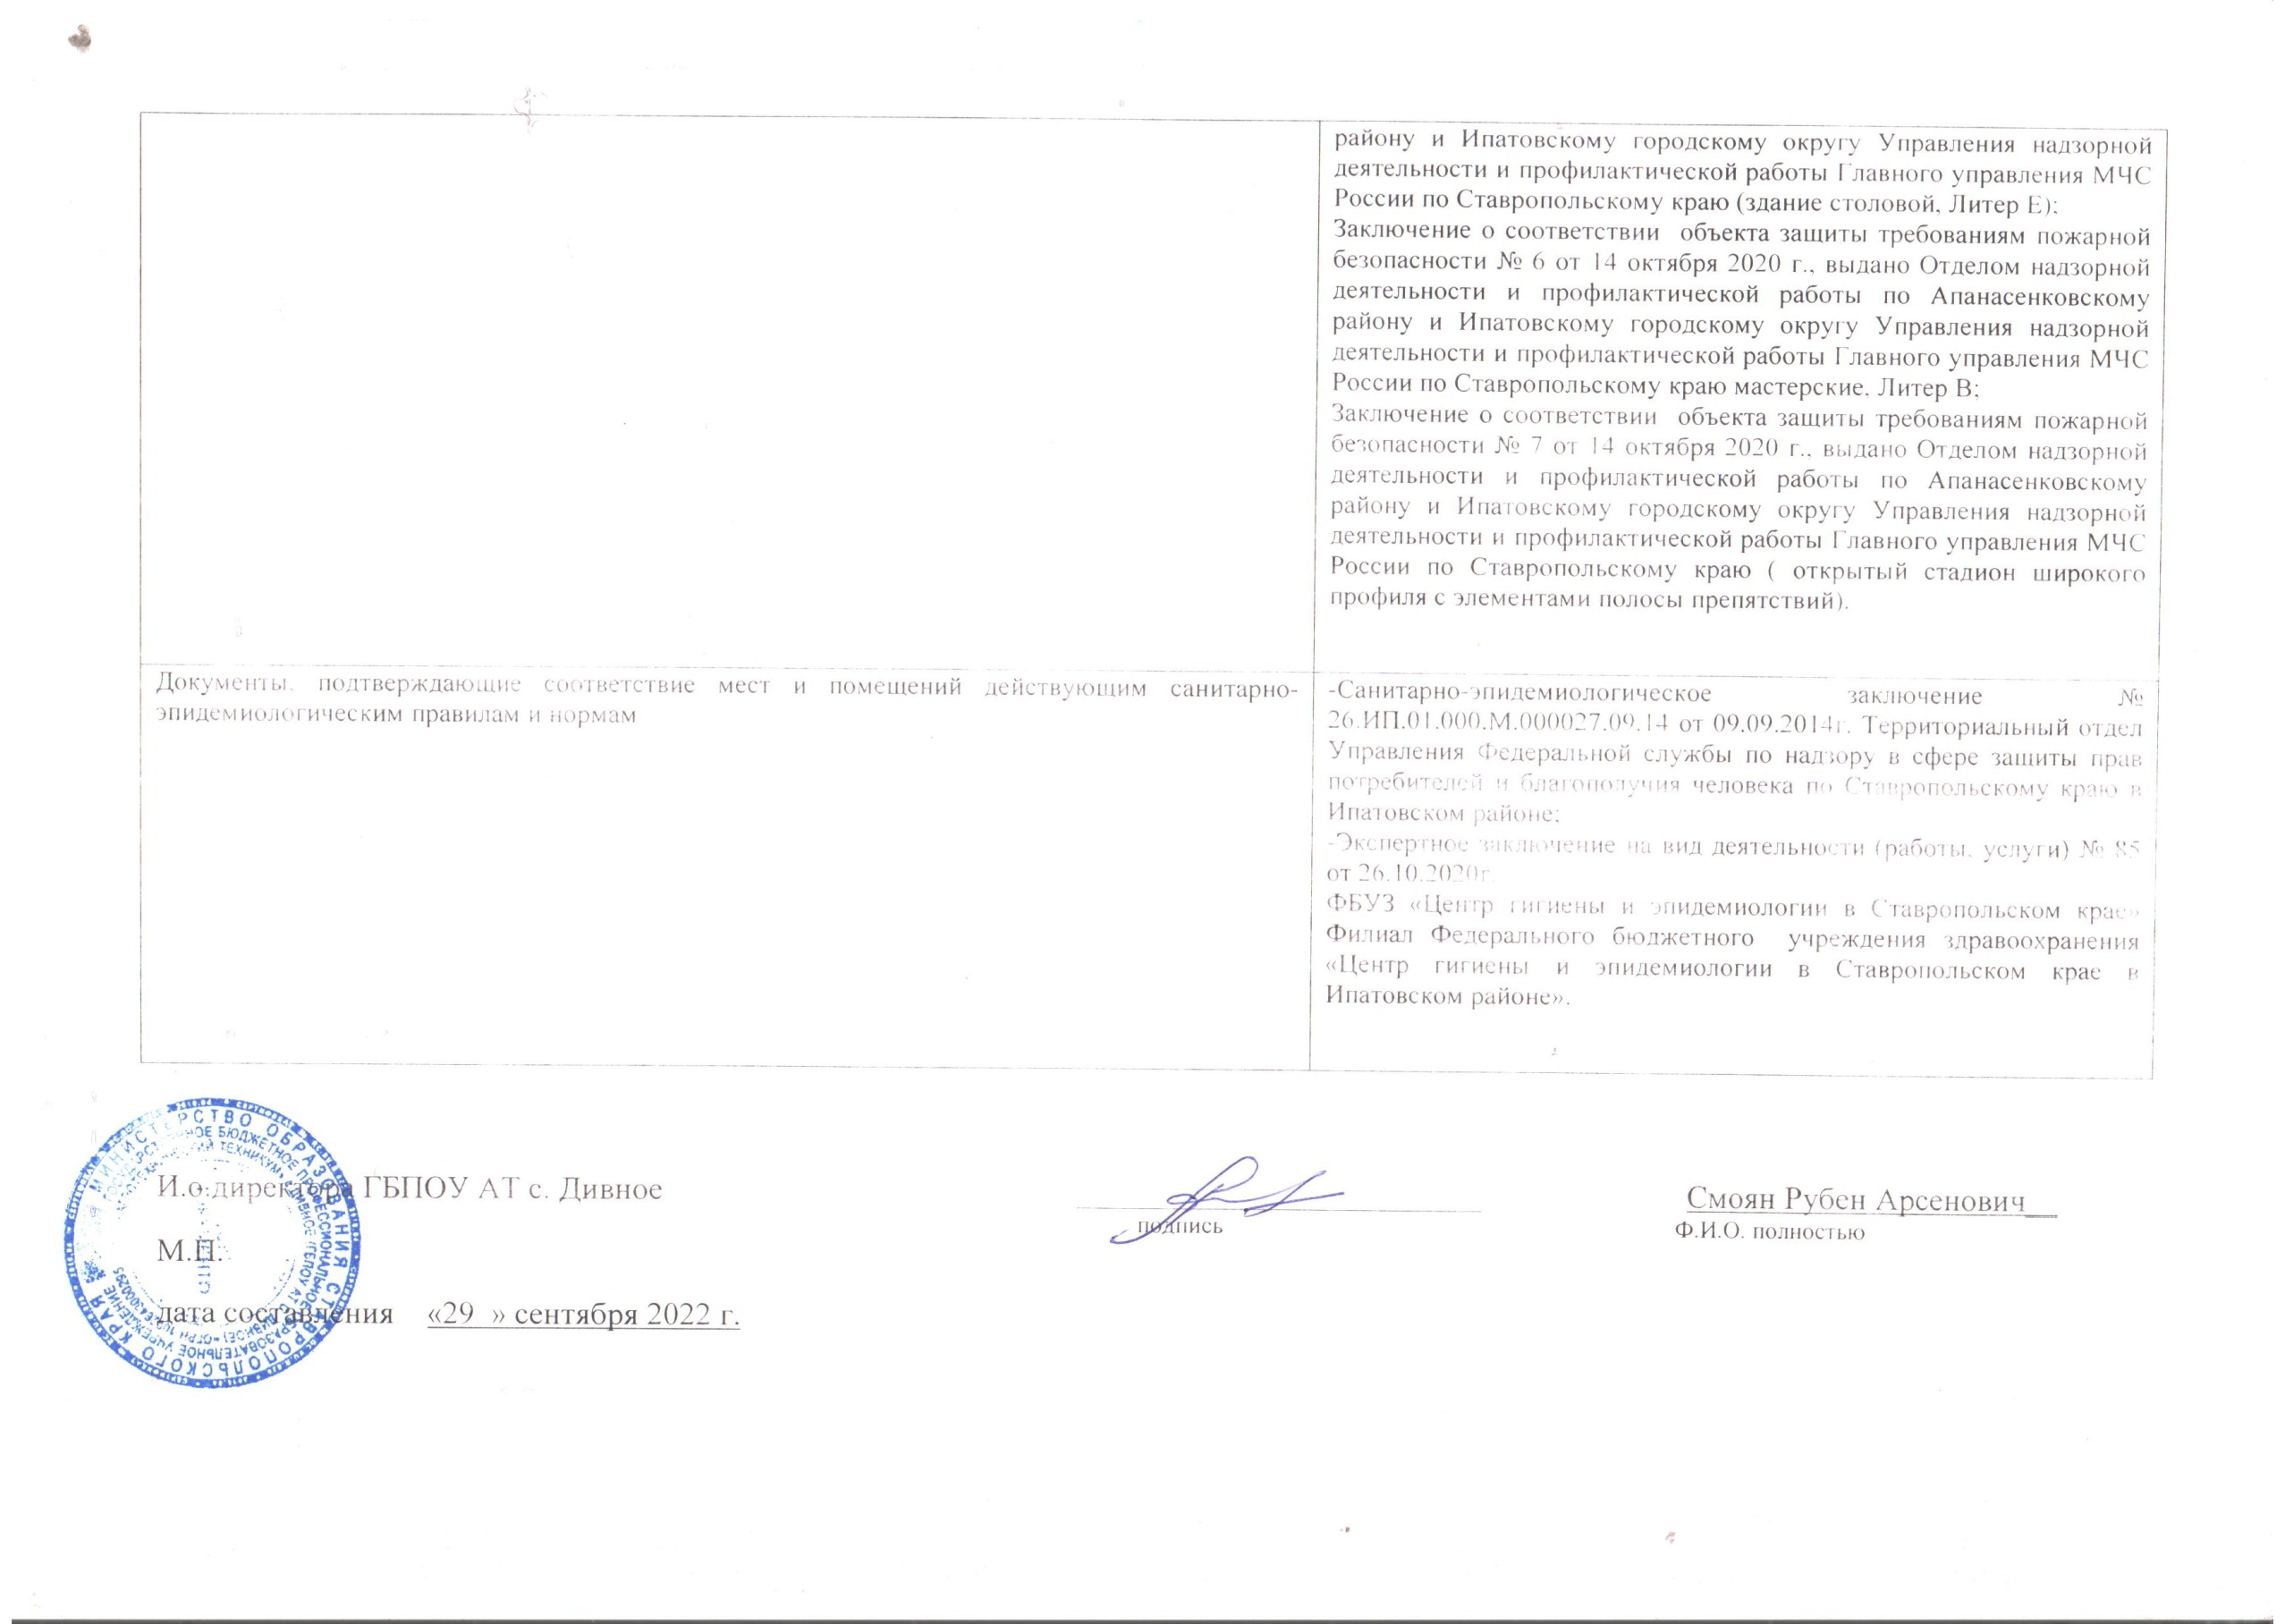 району и Ипатовскому городскому округу Управления надзорной
деятельности и профилактической работы Главного управления МЧС
России по Ставропольскому краю (здание столовой, Литер Е);
Заключение о соответствии объекта защиты требованиям пожарной
безопасности № 6 от 14 октября 2020 г., выдано Отделом надзорной
деятельности и профилактической работы по Апанасенковскому
району и Ипатовскому городскому округу Управления надзорной
деятельности и профилактической работы Главного управления МЧС
России по Ставропольскому краю мастерские, Литер В;
Заключение о соответствии объекта защиты требованиям пожарной
безопасности № 7 от 14 октября 2020 г., выдано Отделом надзорной
деятельности и профилактической работы по Апанасенковскому
району и Ипатовскому городскому округу Управления надзорной
деятельности и профилактической работы Главного управления МЧС
России по Ставропольскому краю ( открытый стадион широкого
профиля с элементами полосы препятствий).
Документы, подтверждающие соответствие мест и помещений действующим санитарно-
эпидемиологическим правилам и нормам
-Санитарно-эпидемиологическое заключение №
26.ИП.01.000.М.000027.09.14 от 09.09.2014г. Территориальный отдел
Управления Федеральной службы по надзору в сфере защиты прав
потребителей и благополучия человека по Ставропольскому краю в
Ипатовском районе;
-Экспертное заключение на вид деятельности (работы, услуги) № 85
от 26.10.2020г.
ФБУЗ «Центр гигиены и эпидемиологии в Ставропольском крае»
Филиал Федерального бюджетного учреждения здравоохранения
«Центр гигиены и эпидемиологии в Ставропольском крае в
Ипатовском районе».
МИНИСТЕРСТВО ОБРАЗОВАНИЯ СТАВРОПОЛЬСКОГО КРАЯ
И.о.директора ГБПОУ АТ с. Дивное
подпись
Смоян Рубен Арсенович
Ф.И.О. полностью
М.П.
дата составления «29 » сентября 2022 г.